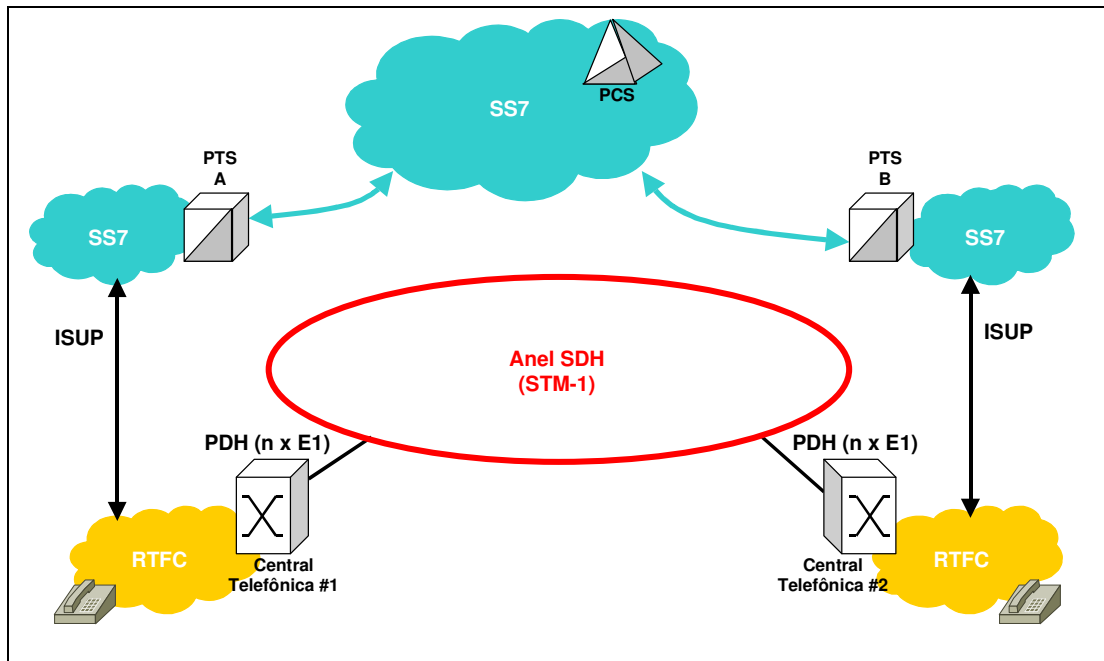 SS7
PCS
PTS
A
PTS
B
SS7
SS7
ISUP
ISUP
Anel SDH
(STM-1)
PDH (n x E1)
PDH (n x E1)
RTFC
Central
Telefônica #1
Central
Telefônica #2
RTFC